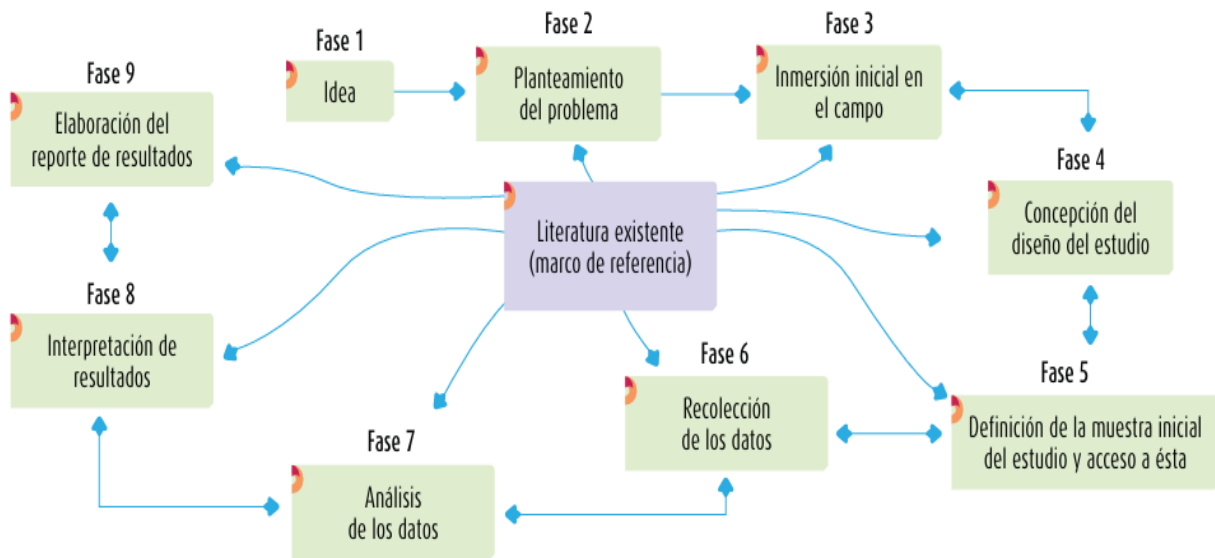 Fase 1
Idea
Fase 2
Planteamiento
del problema
Fase 3
Inmersión inicial en
el campo
Fase 4
Concepción del
diseño del estudio
Fase 5
Definición de la muestra inicial
del estudio y acceso a ésta
Fase 6
Recolección
de los datos
Fase 7
Análisis
de los datos
Fase 8
Interpretación de
resultados
Fase 9
Elaboración del
reporte de resultados
Literatura existente
(marco de referencia)